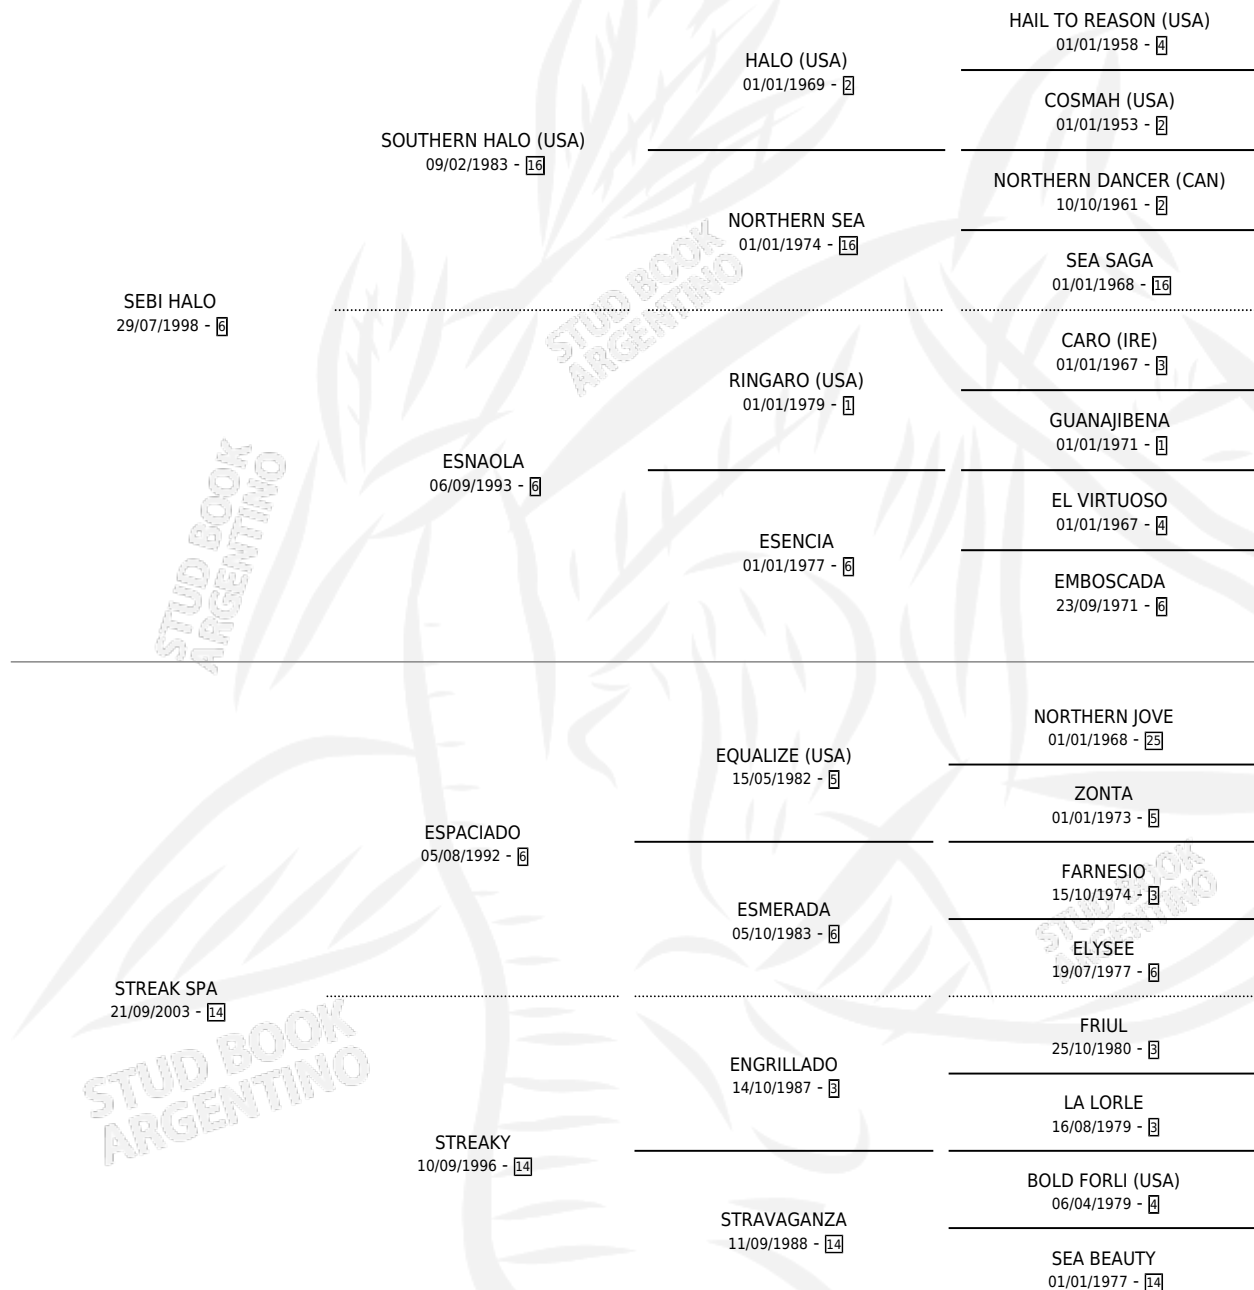 HAIL TO REASON (USA)
01/01/1958 - 4
HALO (USA)
01/01/1969 - 2
COSMAH (USA)
01/01/1953 - 2
SOUTHERN HALO (USA)
09/02/1983 - 16
NORTHERN DANCER (CAN)
10/10/1961 - 2
NORTHERN SEA
01/01/1974 - 16
SEA SAGA
01/01/1968 - 16
SEBI HALO
29/07/1998 - 6
CARO (IRE)
01/01/1967 - 3
RINGARO (USA)
01/01/1979 - 1
GUANAJIBENA
01/01/1971 - 1
ESNAOLA
06/09/1993 - 6
EL VIRTUOSO
01/01/1967 - 4
ESENCIA
01/01/1977 - 6
EMBOSCADA
23/09/1971 - 6
NORTHERN JOVE
01/01/1968 - 25
EQUALIZE (USA)
15/05/1982 - 5
ZONTA
01/01/1973 - 5
ESPACIADO
05/08/1992 - 6
FARNESIO
15/10/1974 - 3
ESMERADA
05/10/1983 - 6
ELYSEE
19/07/1977 - 6
STREAK SPA
21/09/2003 - 14
FRIUL
25/10/1980 - 3
ENGRILLADO
14/10/1987 - 3
LA LORLE
16/08/1979 - 3
STREAKY
10/09/1996 - 14
BOLD FORLI (USA)
06/04/1979 - 4
STRAVAGANZA
11/09/1988 - 14
SEA BEAUTY
01/01/1977 - 14
STUD BOOK
ARGENTINO
STUD BOOK
ARGENTINO
STUD BOOK
ARGENTINO
STUD BOOK
ARGENTINO